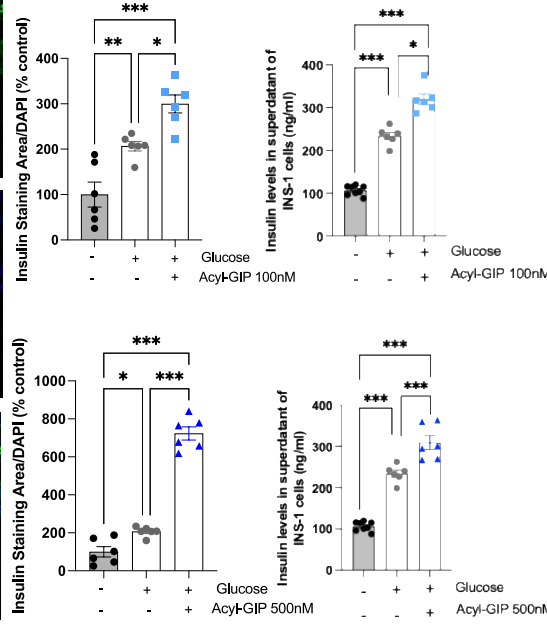 ***
** *
Insulin Staining Area/DAPI (% control)
400
300
200
100
0
- + + Glucose
- - + Acyl-GIP 100nM
***
*** *
Insulin levels in superdatant of
INS-1 cells (ng/ml)
400
300
200
100
0
- + + Glucose
- - + Acyl-GIP 100nM
***
* ***
Insulin Staining Area/DAPI (% control)
1000
800
600
400
200
0
- + + Glucose
- - + Acyl-GIP 500nM
***
*** ***
Insulin levels in superdatant of
INS-1 cells (ng/ml)
400
300
200
100
0
- + + Glucose
- - + Acyl-GIP 500nM